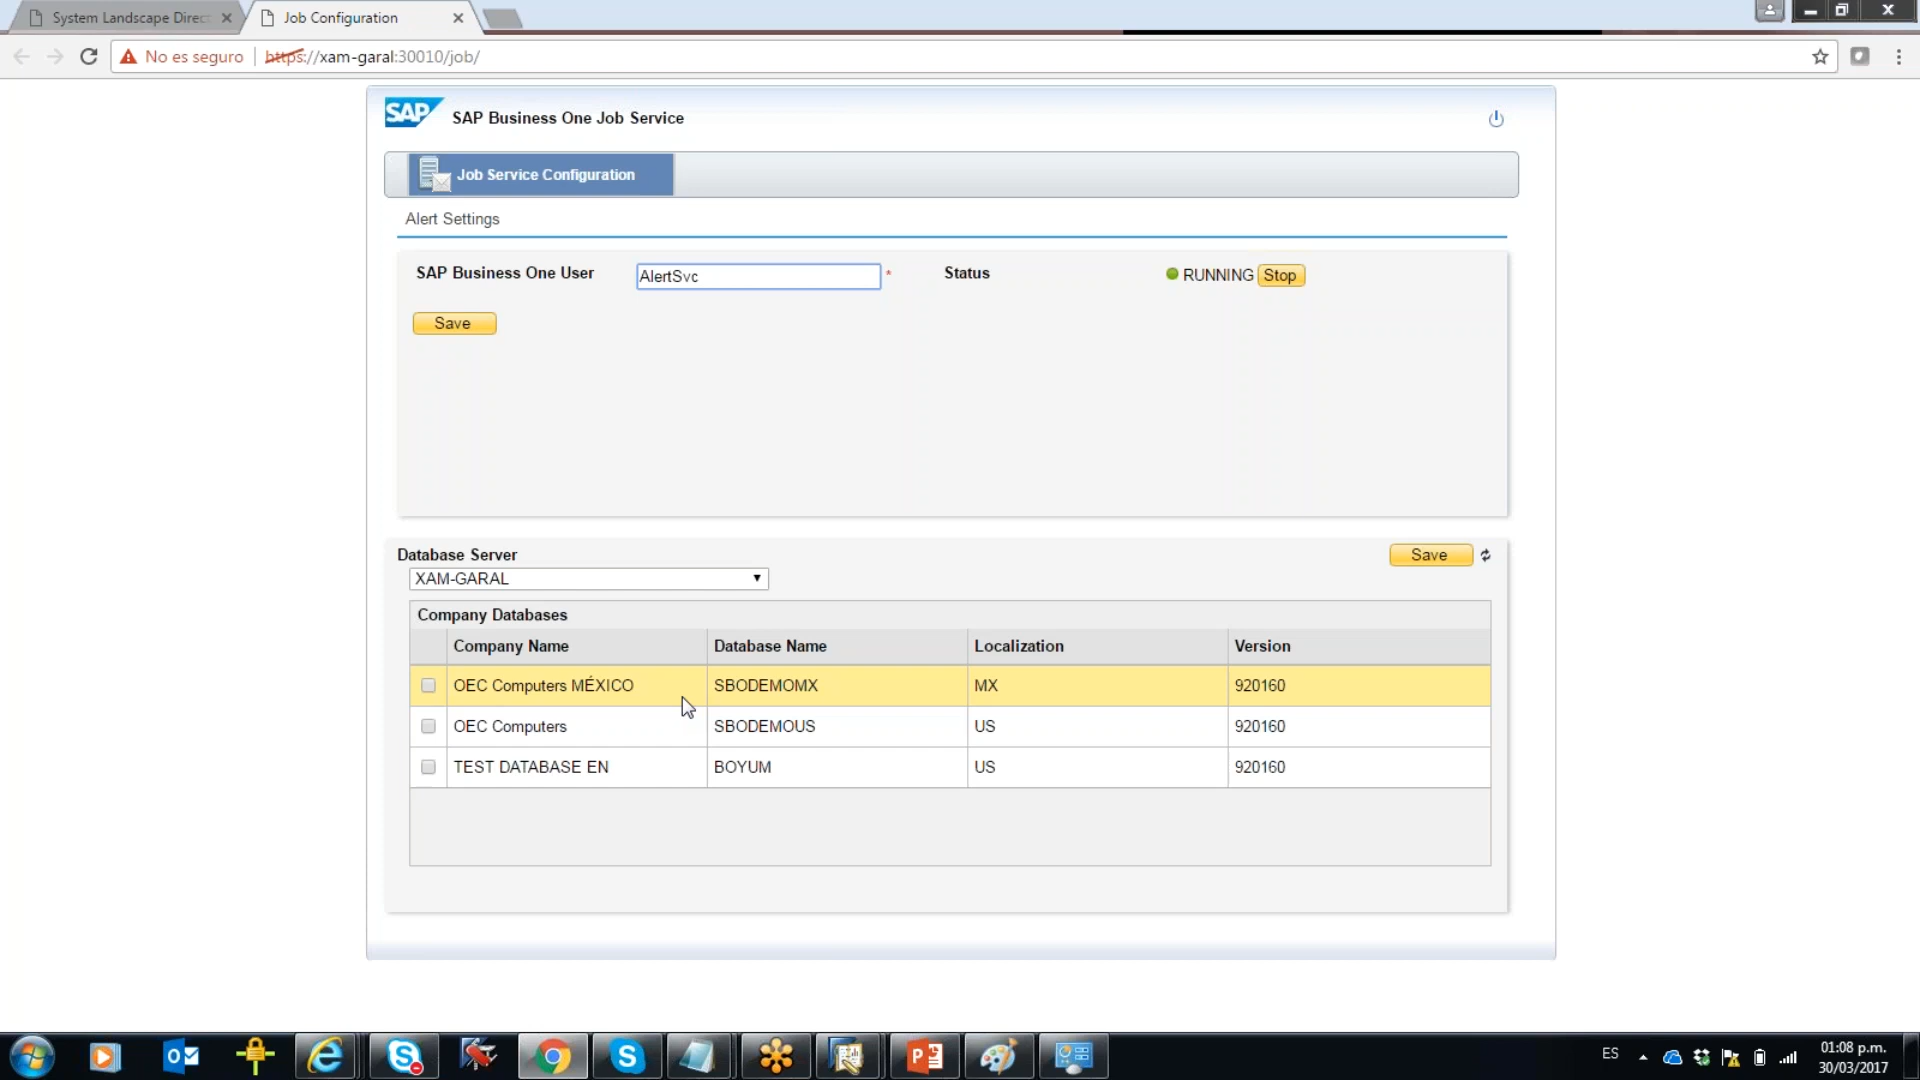 System Landscape Direct
Job Configuration
No es seguro
https://xam-garal:30010/job/
SAP
SAP Business One Job Service
Job Service Configuration
Alert Settings
SAP Business One User
AlertSvc
*
Status
RUNNING
Stop
Save
Database Server
Save
XAM-GARAL
Company Databases
Company Name
Database Name
Localization
Version
OEC Computers MÉXICO
SBODEMOMX
MX
920160
OEC Computers
SBODEMOUS
US
920160
TEST DATABASE EN
BOYUM
US
920160
ES
01:08 p.m.
30/03/2017